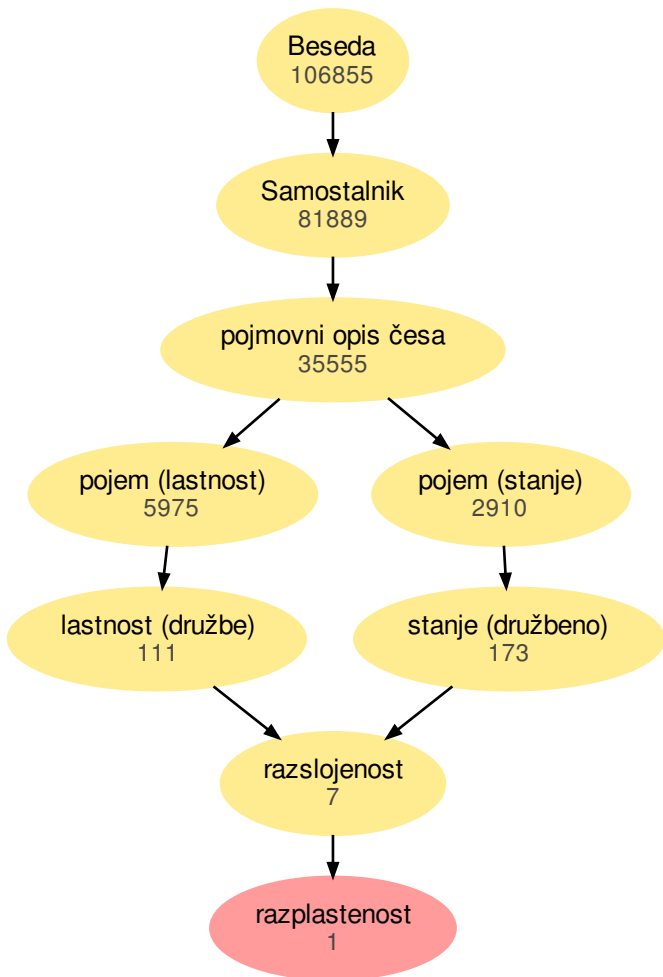 Beseda
106855
Samostalnik
81889
pojmovni opis česa
35555
pojem (lastnost)
5975
pojem (stanje)
2910
lastnost (družbe)
111
stanje (družbeno)
173
razslojenost
7
razplastenost
1